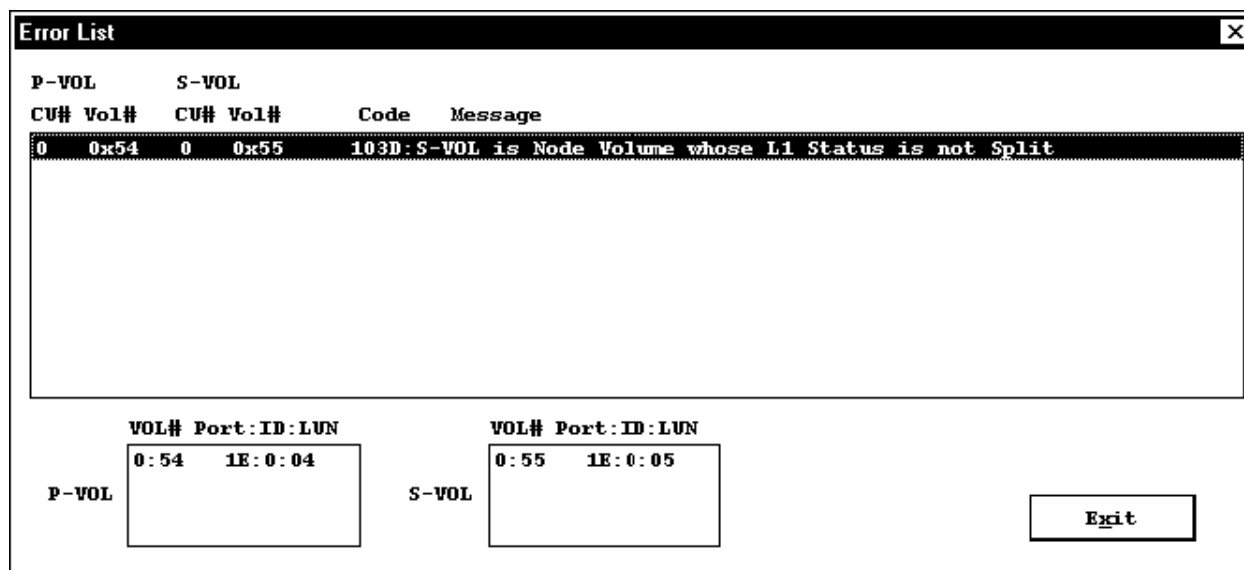 Error List
P-VOL S-VOL
CU# Vol# CU# Vol# Code Message
0 0x54 0 0x55 103D:S-VOL is Node Volume whose L1 Status is not Split
VOL# Port:ID:LUN VOL# Port:ID:LUN
0:54 1E:0:04 0:55 1E:0:05
P-VOL S-VOL
Exit